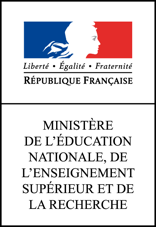 Liberté • Égalité • Fraternité
RÉPUBLIQUE FRANÇAISE
MINISTÈRE
DE L'ÉDUCATION
NATIONALE, DE
L'ENSEIGNEMENT
SUPÉRIEUR ET DE
LA RECHERCHE